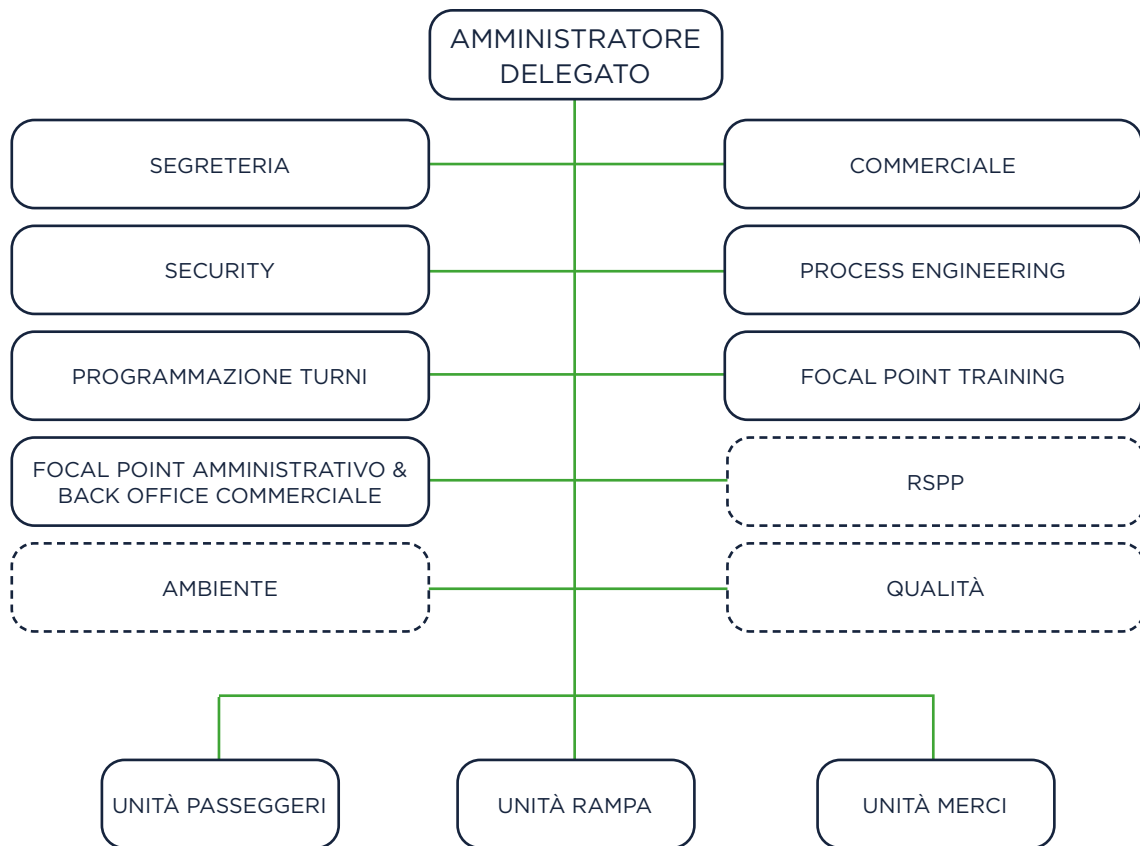 AMMINISTRATORE
DELEGATO
SEGRETERIA
COMMERCIALE
SECURITY
PROCESS ENGINEERING
PROGRAMMAZIONE TURNI
FOCAL POINT TRAINING
FOCAL POINT AMMINISTRATIVO &
BACK OFFICE COMMERCIALE
RSPP
AMBIENTE
QUALITÀ
UNITÀ PASSEGGERI
UNITÀ RAMPA
UNITÀ MERCI